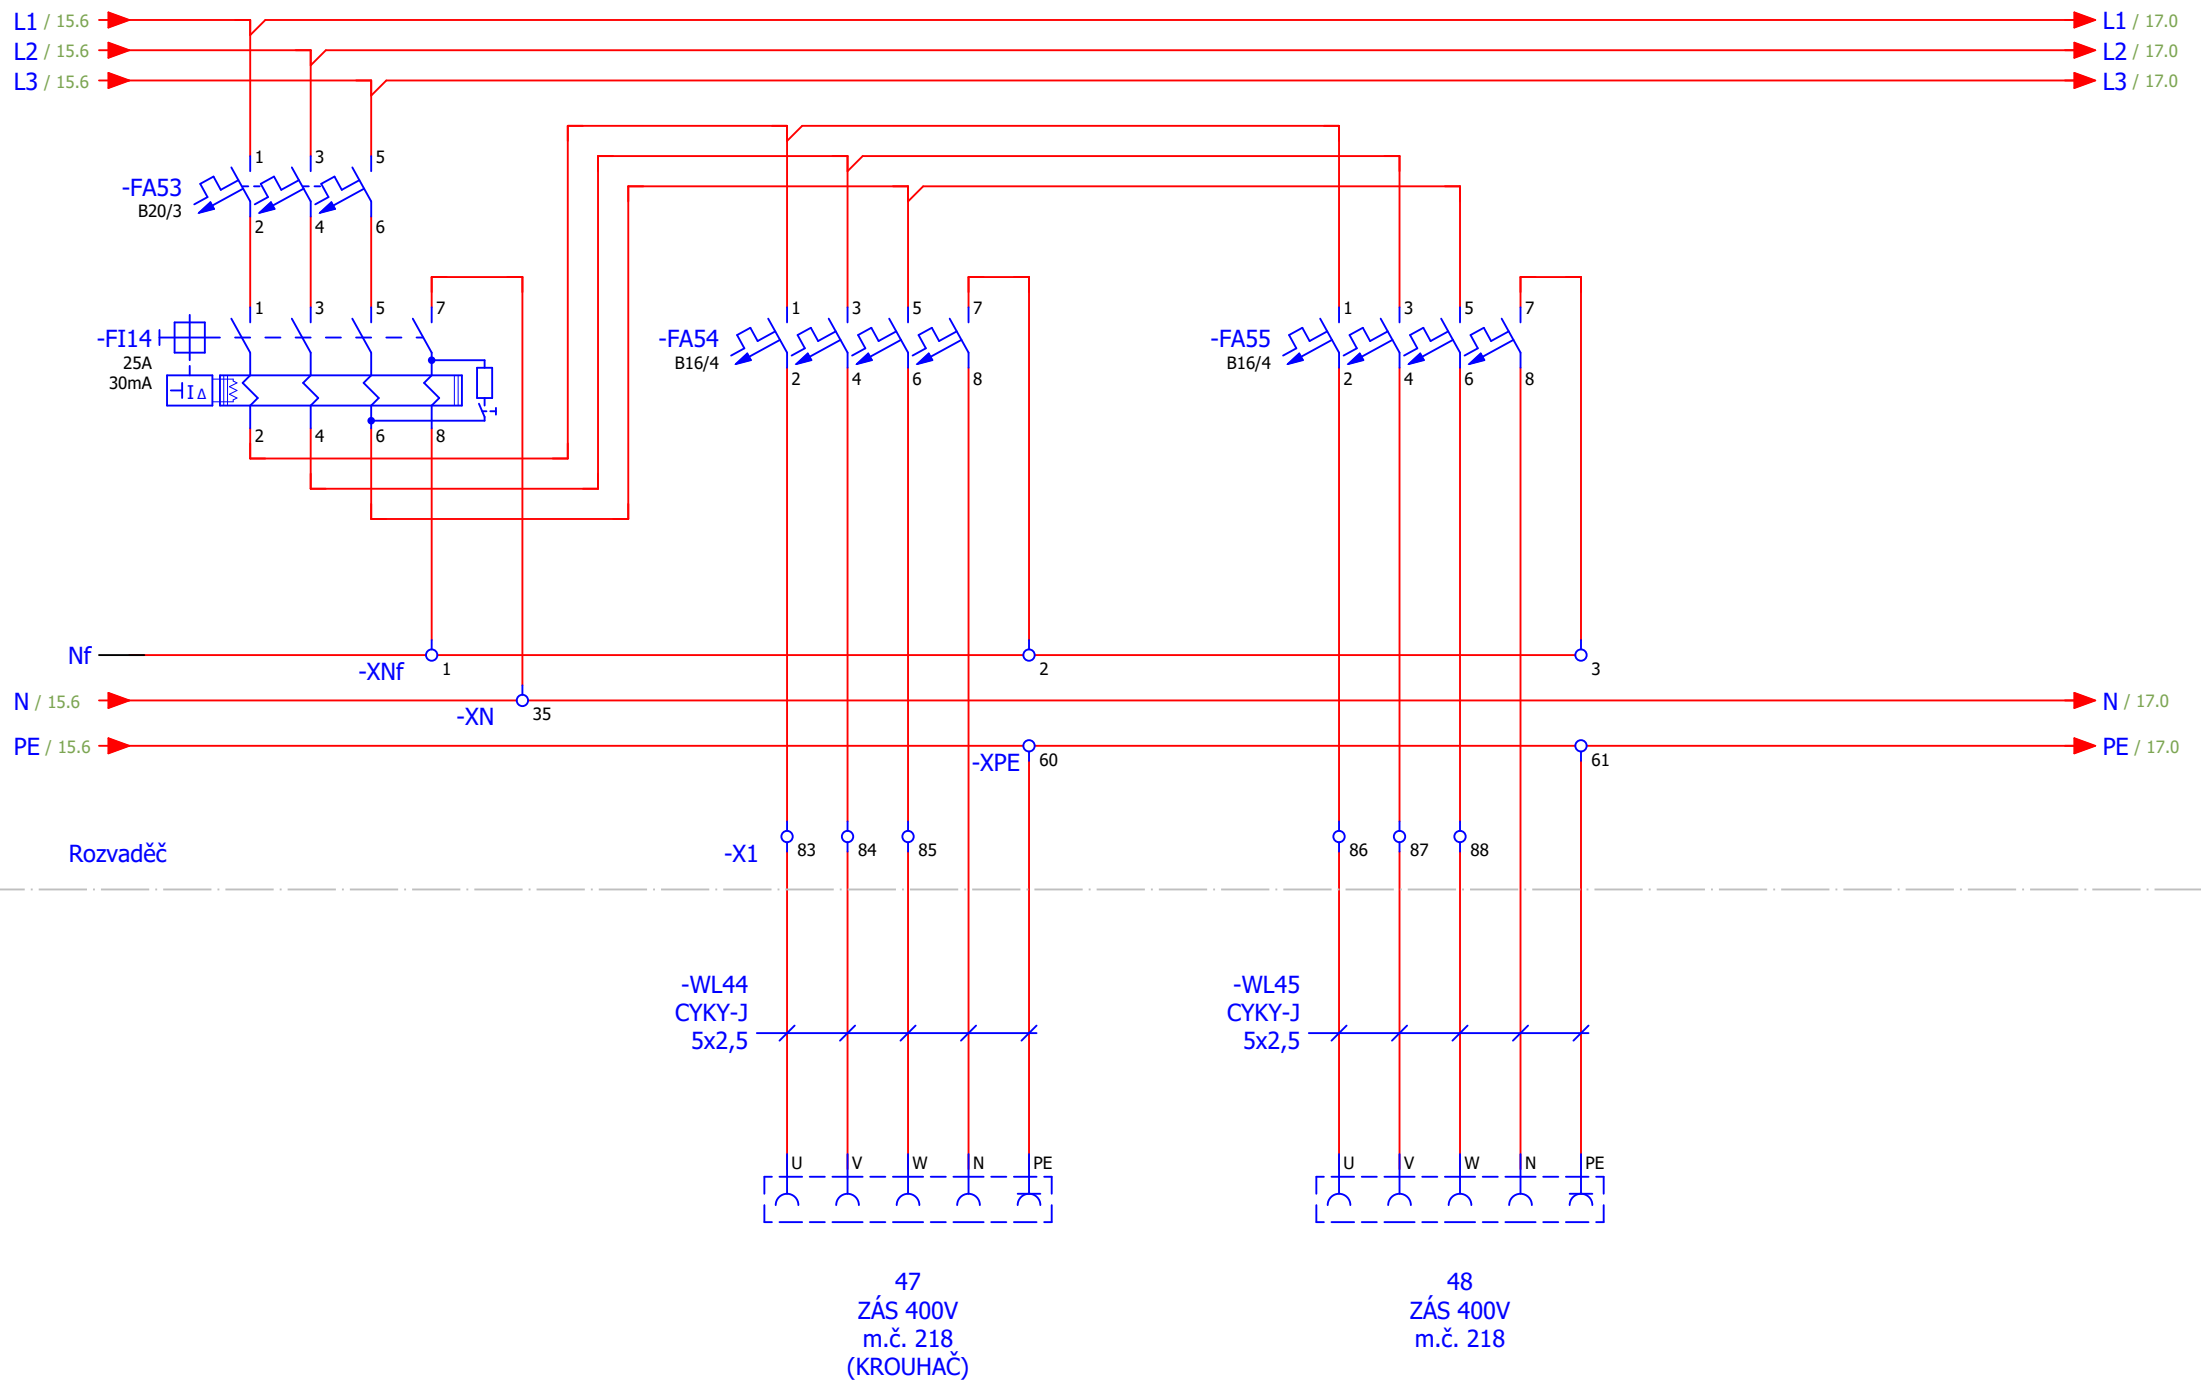 L1 / 15.6
L1 / 17.0
L2 / 15.6
L2 / 17.0
L3 / 15.6
L3 / 17.0
1 3 5
-FA53
B20/3
2 4 6
1 3 5 7
-FI14
25A
30mA
I Δ
2 4 6 8
1 3 5 7
-FA54
B16/4
2 4 6 8
1 3 5 7
-FA55
B16/4
2 4 6 8
Nf
-XNf 1
2
3
N / 15.6
N / 17.0
-XN 35
PE / 15.6
PE / 17.0
-XPE 60
61
Rozvaděč
-X1 83 84 85
86 87 88
-WL44
CYKY-J
5x2,5
-WL45
CYKY-J
5x2,5
U V W N PE
U V W N PE
47
ZÁS 400V
m.č. 218
(KROUHAČ)
48
ZÁS 400V
m.č. 218